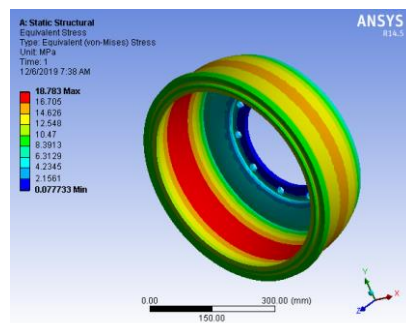 A: Static Structural
Equivalent Stress
Type: Equivalent (von-Mises) Stress
Unit: MPa
Time: 1
12/6/2019 7:38 AM
18.783 Max
16.705
14.626
12.548
10.47
8.3913
6.3129
4.2345
2.1561
0.077733 Min
ANSYS
R14.5
0.00
300.00 (mm)
150.00
Y
X
Z